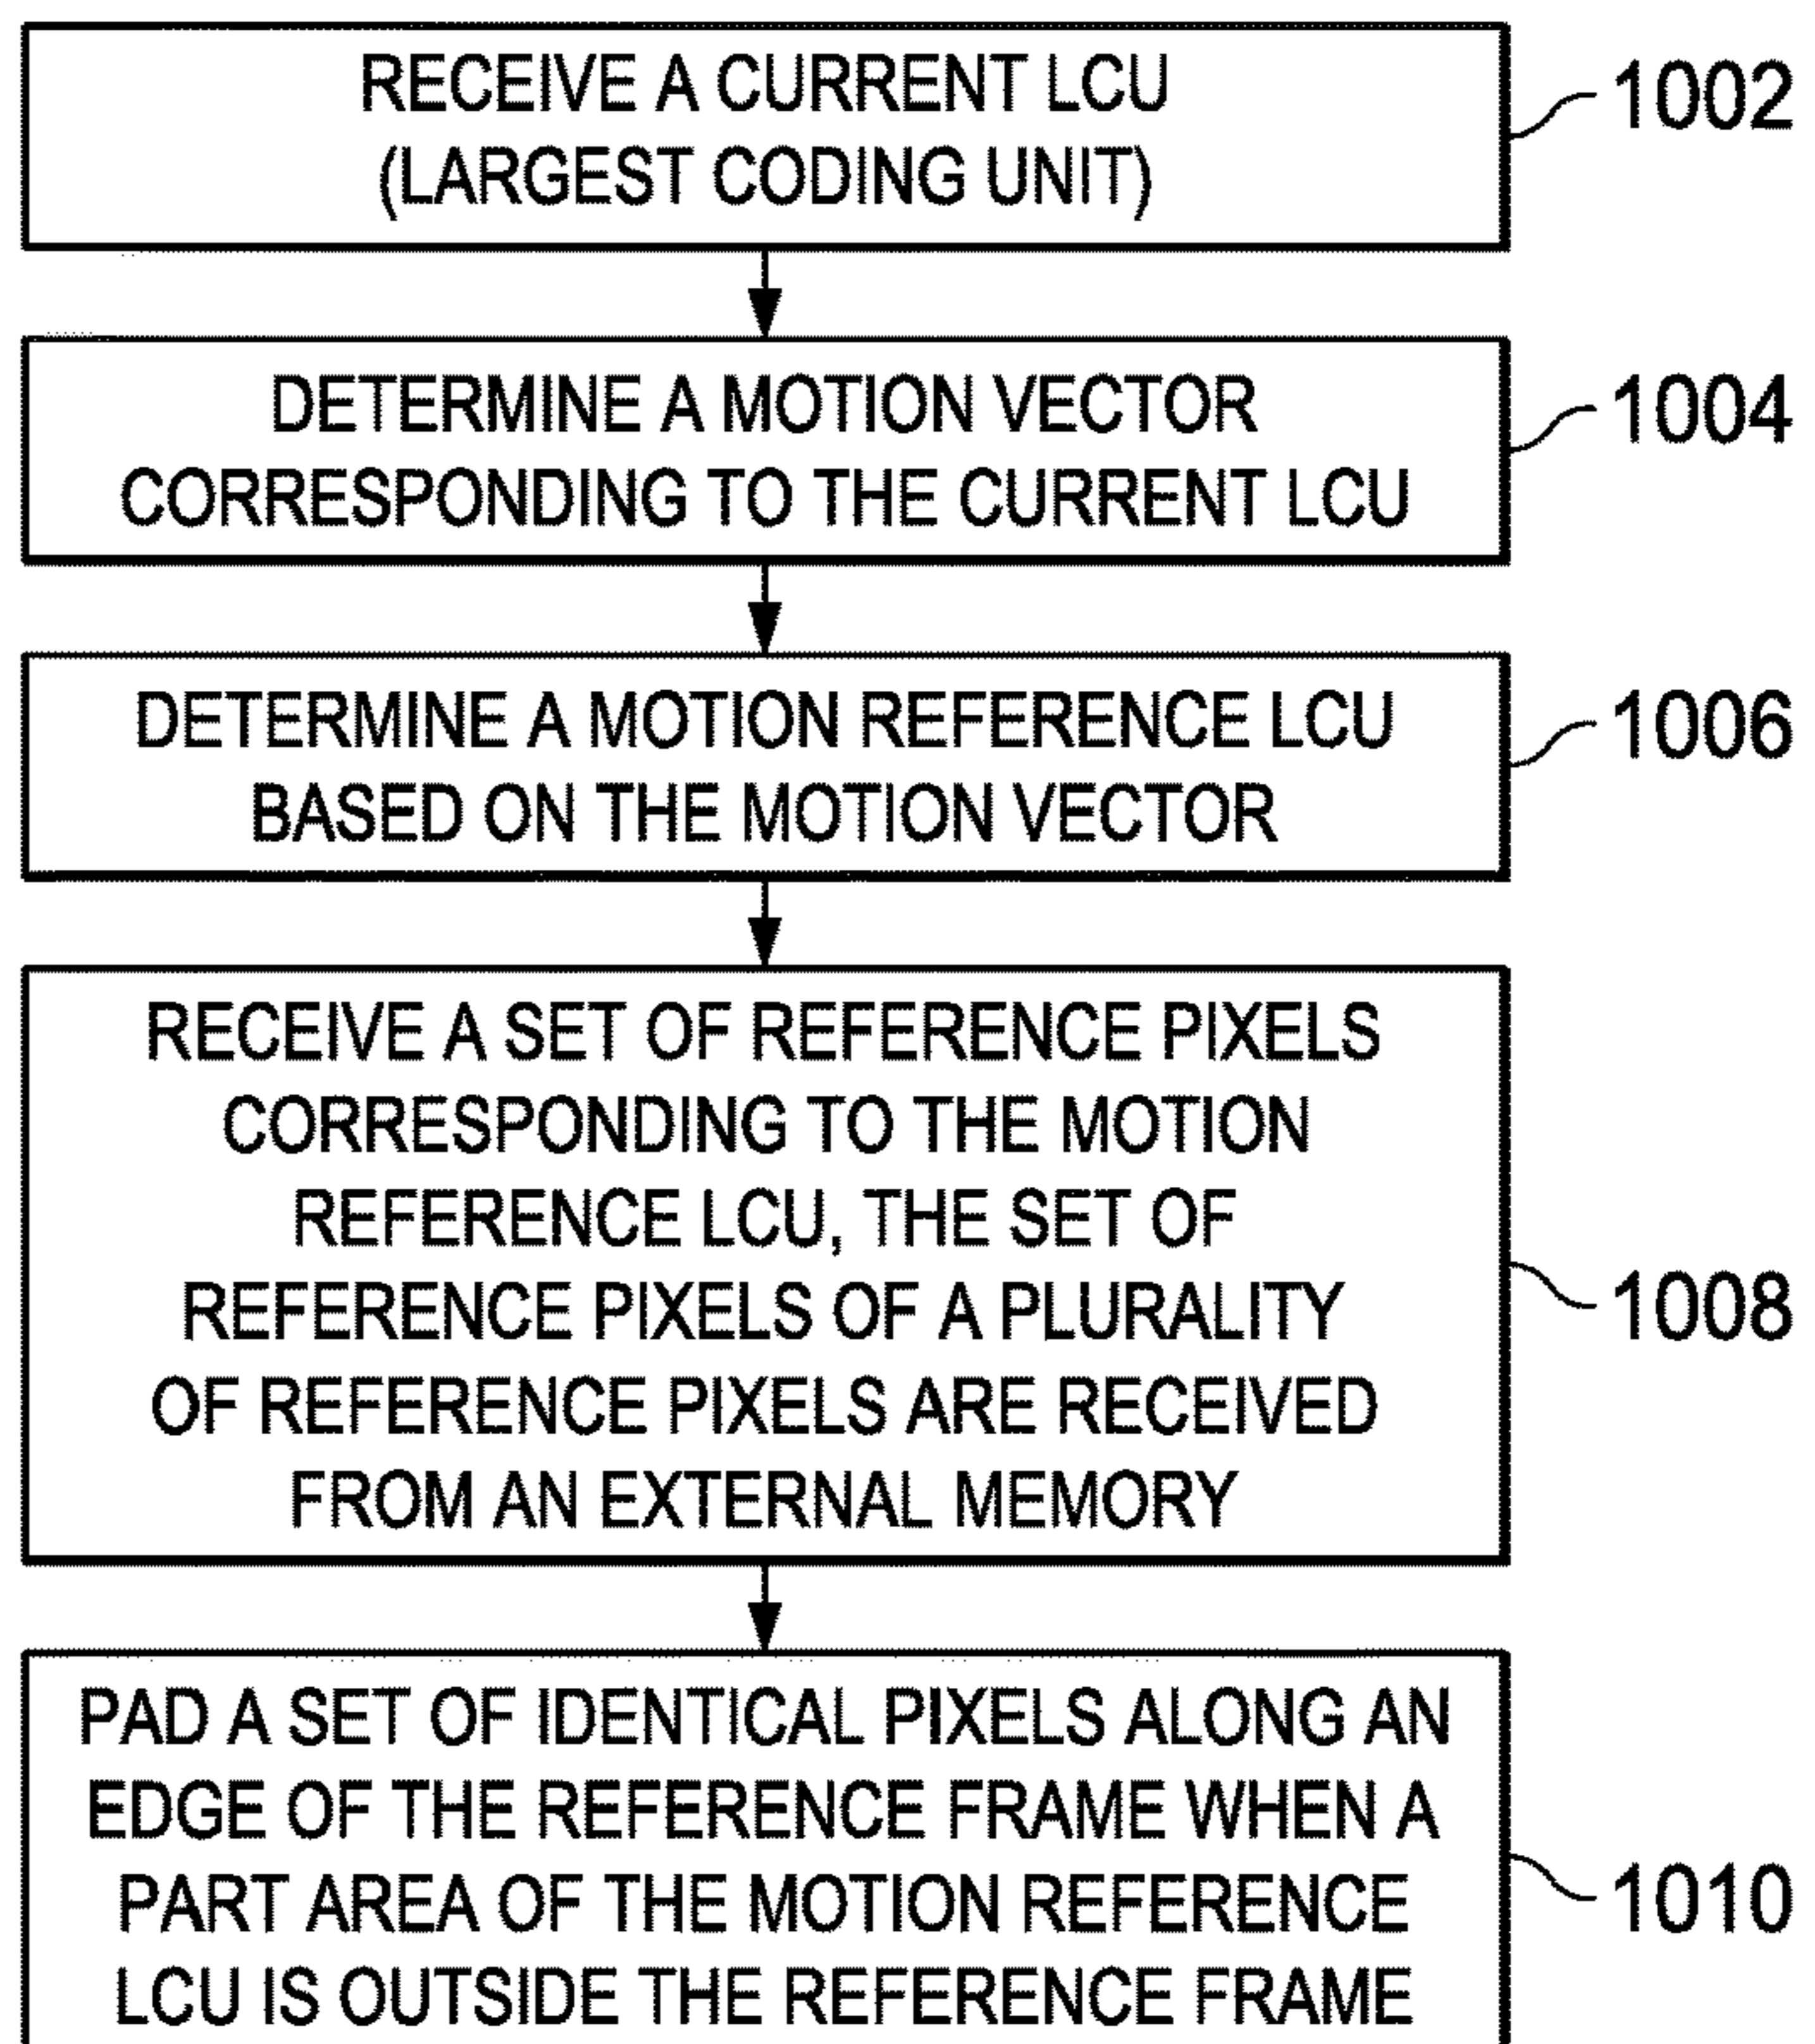 RECEIVE A CURRENT LCU
(LARGEST CODING UNIT)
1002
DETERMINE A MOTION VECTOR
CORRESPONDING TO THE CURRENT LCU
1004
DETERMINE A MOTION REFERENCE LCU
BASED ON THE MOTION VECTOR
1006
RECEIVE A SET OF REFERENCE PIXELS
CORRESPONDING TO THE MOTION
REFERENCE LCU, THE SET OF
REFERENCE PIXELS OF A PLURALITY
OF REFERENCE PIXELS ARE RECEIVED
FROM AN EXTERNAL MEMORY
1008
PAD A SET OF IDENTICAL PIXELS ALONG AN
EDGE OF THE REFERENCE FRAME WHEN A
PART AREA OF THE MOTION REFERENCE
LCU IS OUTSIDE THE REFERENCE FRAME
1010